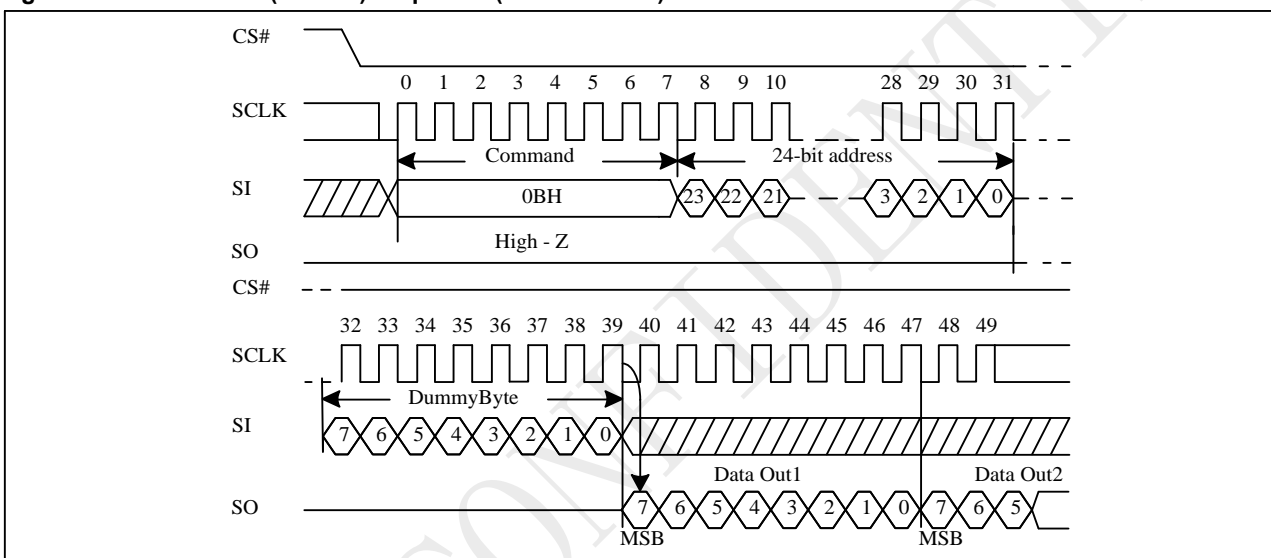 CS#
0 1 2 3 4 5 6 7 8 9 10 28 29 30 31
SCLK
Command 24-bit address
SI 0BH 23 22 21 3 2 1 0
High - Z
SO
CS#
32 33 34 35 36 37 38 39 40 41 42 43 44 45 46 47 48 49
SCLK
DummyByte
SI 7 6 5 4 3 2 1 0
Data Out1 Data Out2
SO 7 6 5 4 3 2 1 0 7 6 5
MSB MSB